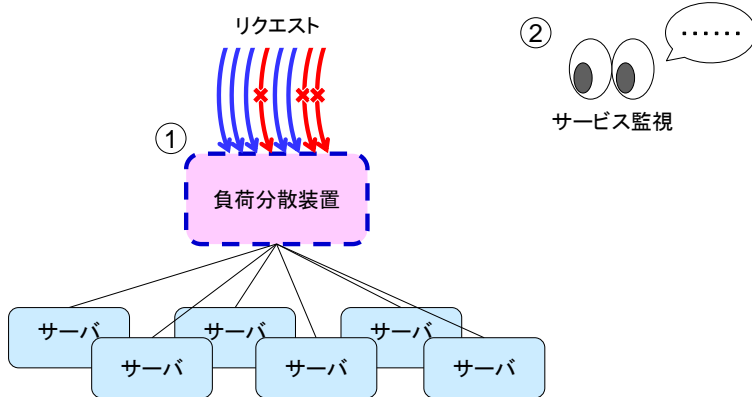 リクエスト
②
・・・・・・
サービス監視
①
負荷分散装置
サーバ
サーバ
サーバ
サーバ
サーバ
サーバ